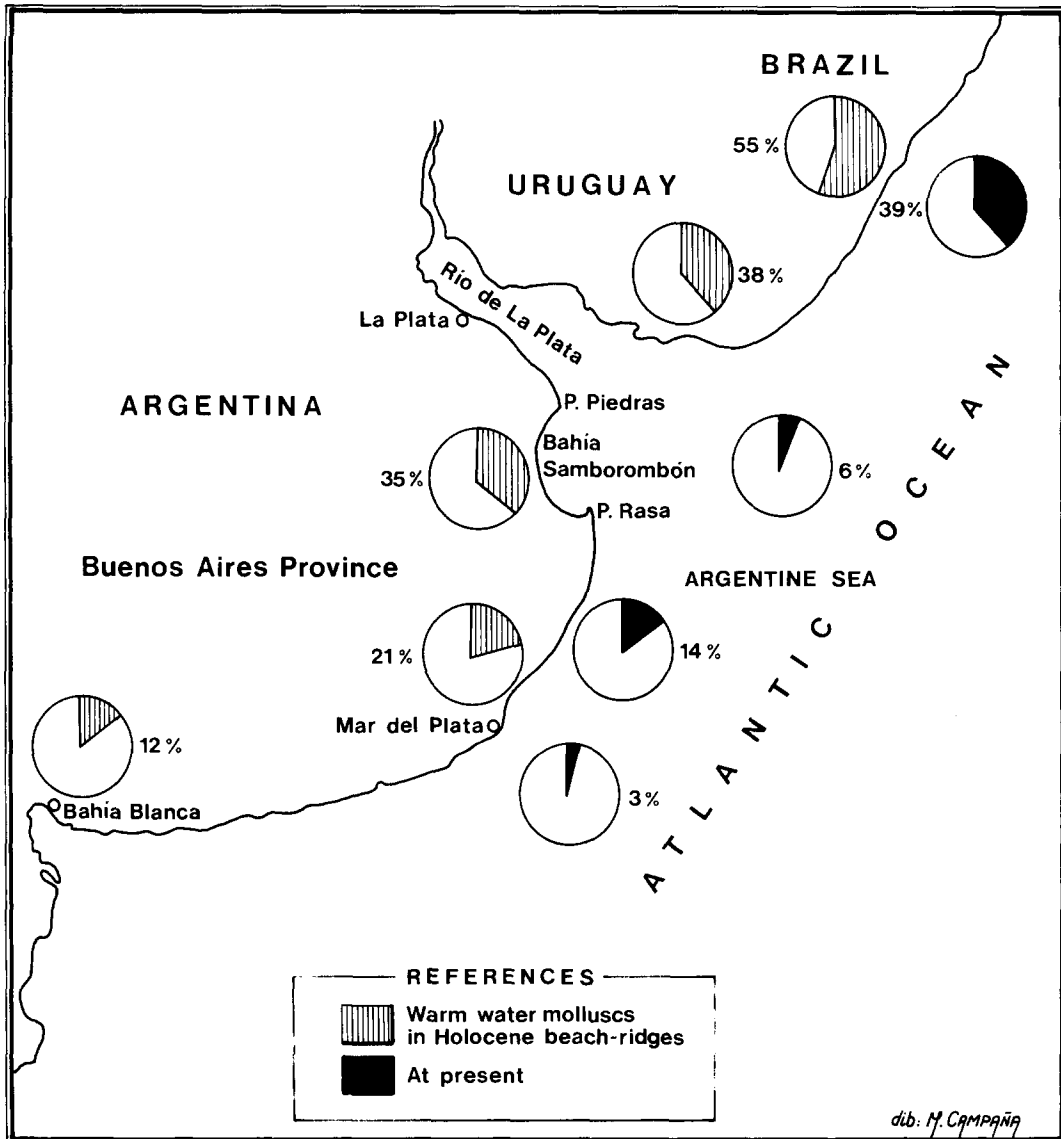 BRAZIL
55 %
URUGUAY
39%
38 %
Río de La Plata
La Plata
ARGENTINA
P. Piedras
Bahía
Samborombón
35%
6 %
P. Rasa
Buenos Aires Province
ARGENTINE SEA
21 %
14 %
Mar del Plata
12 %
3 %
Bahía Blanca
ATLANTIC OCEAN
REFERENCES
Warm water molluscs
in Holocene beach-ridges
At present
dib: M. CAMPAÑA